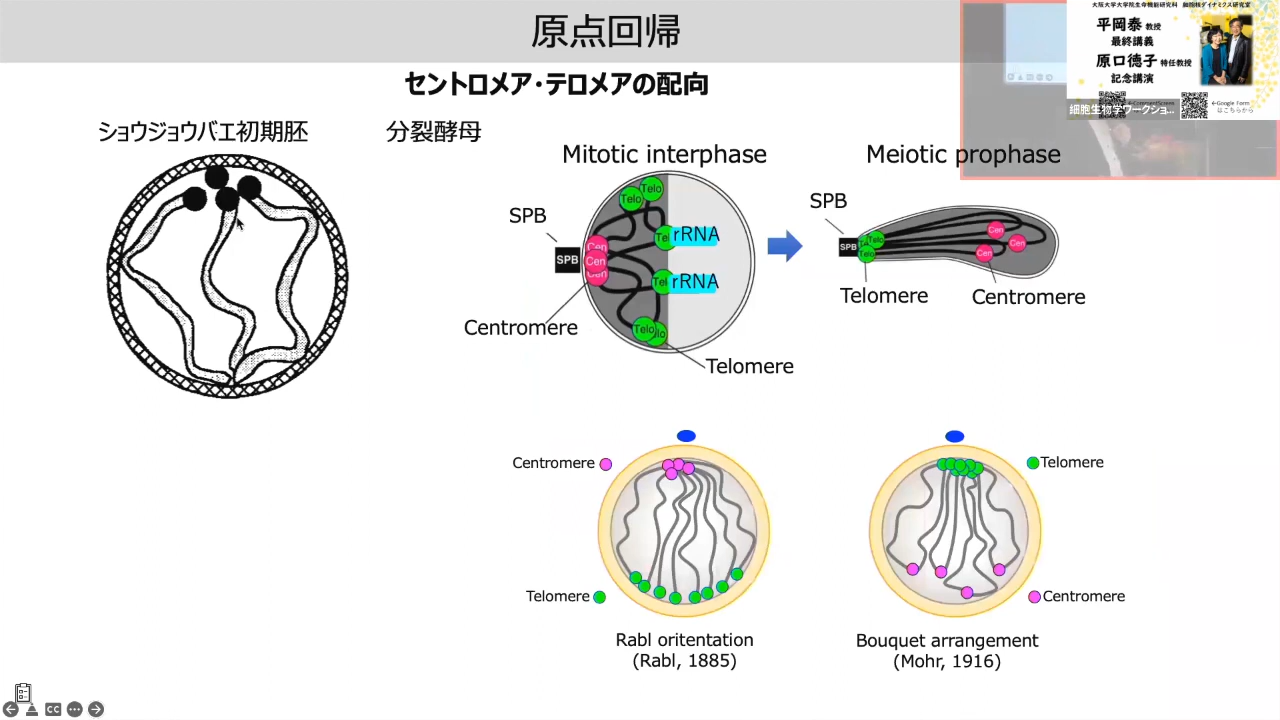 原点回帰
セントロメア・テロメアの配向
大阪大学大学院生命機能研究科 細胞核ダイナミクス研究室
平岡泰 教授
最終講義
原口徳子 特任教授
記念講演
←CommentScreen
←Google Form
はこちらから
細胞生物学ワークショ...
ショウジョウバエ初期胚
分裂酵母
Mitotic interphase
Meiotic prophase
SPB
SPB
Telo
Telo
Tel
rRNA
Cen
Cen
Cen
Tel
rRNA
Telo
lo
Centromere
Telomere
SPB
SPB
Telo
Telo
Cen
Cen
Cen
Telomere
Centromere
Centromere
Telomere
Rabl oritentation
(Rabl, 1885)
Telomere
Centromere
Bouquet arrangement
(Mohr, 1916)
CC